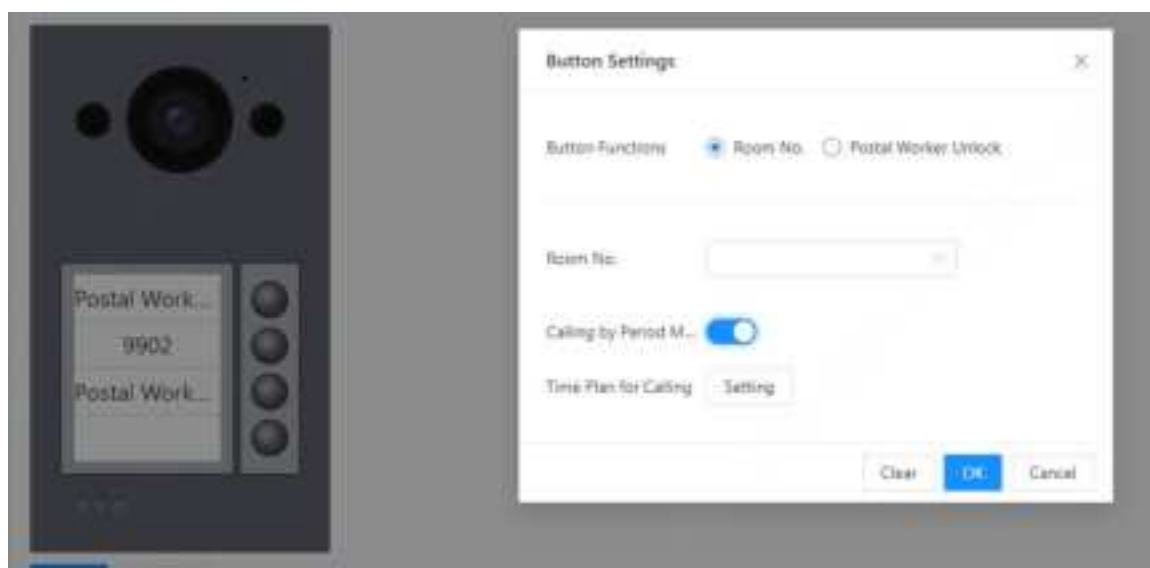 Button Settings
Button Functions Room No. Postal Worker Unlock
Room No.
Calling by Period M...
Time Plan for Calling Setting
Clear OK Cancel
Postal Work...
9902
Postal Work...